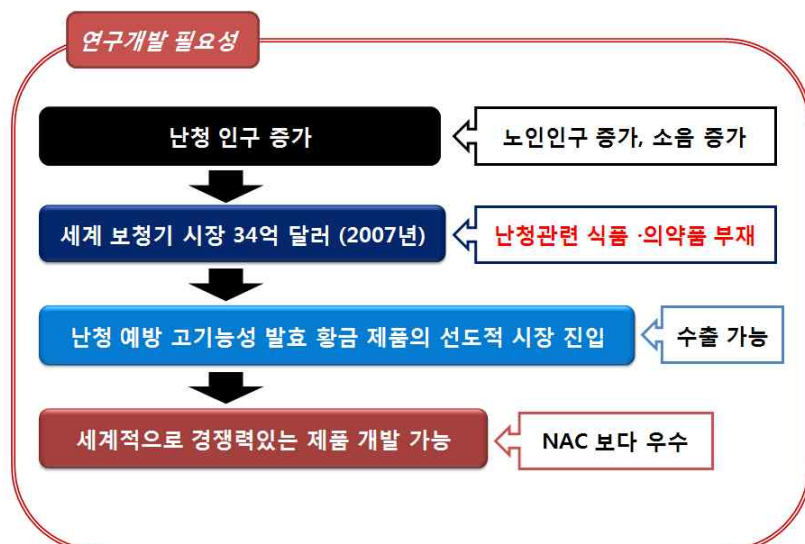 연구개발 필요성
난청 인구 증가
노인인구 증가, 소음 증가
세계 보청기 시장 34억 달러 (2007년)
난청관련 식품 ·의약품 부재
난청 예방 고기능성 발효 황금 제품의 선도적 시장 진입
수출 가능
세계적으로 경쟁력있는 제품 개발 가능
NAC 보다 우수